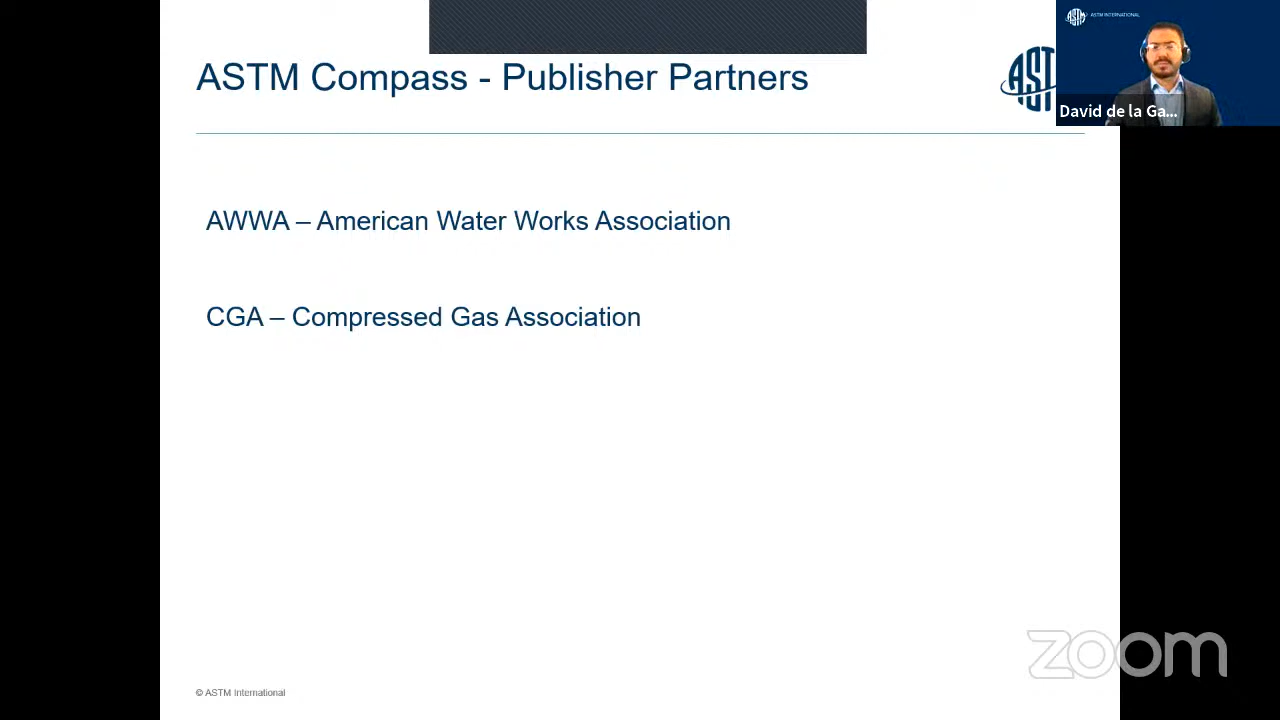 ASTM Compass - Publisher Partners
AST
ASTM INTERNATIONAL
David de la Ga...
AWWA – American Water Works Association
CGA – Compressed Gas Association
zoom
© ASTM International